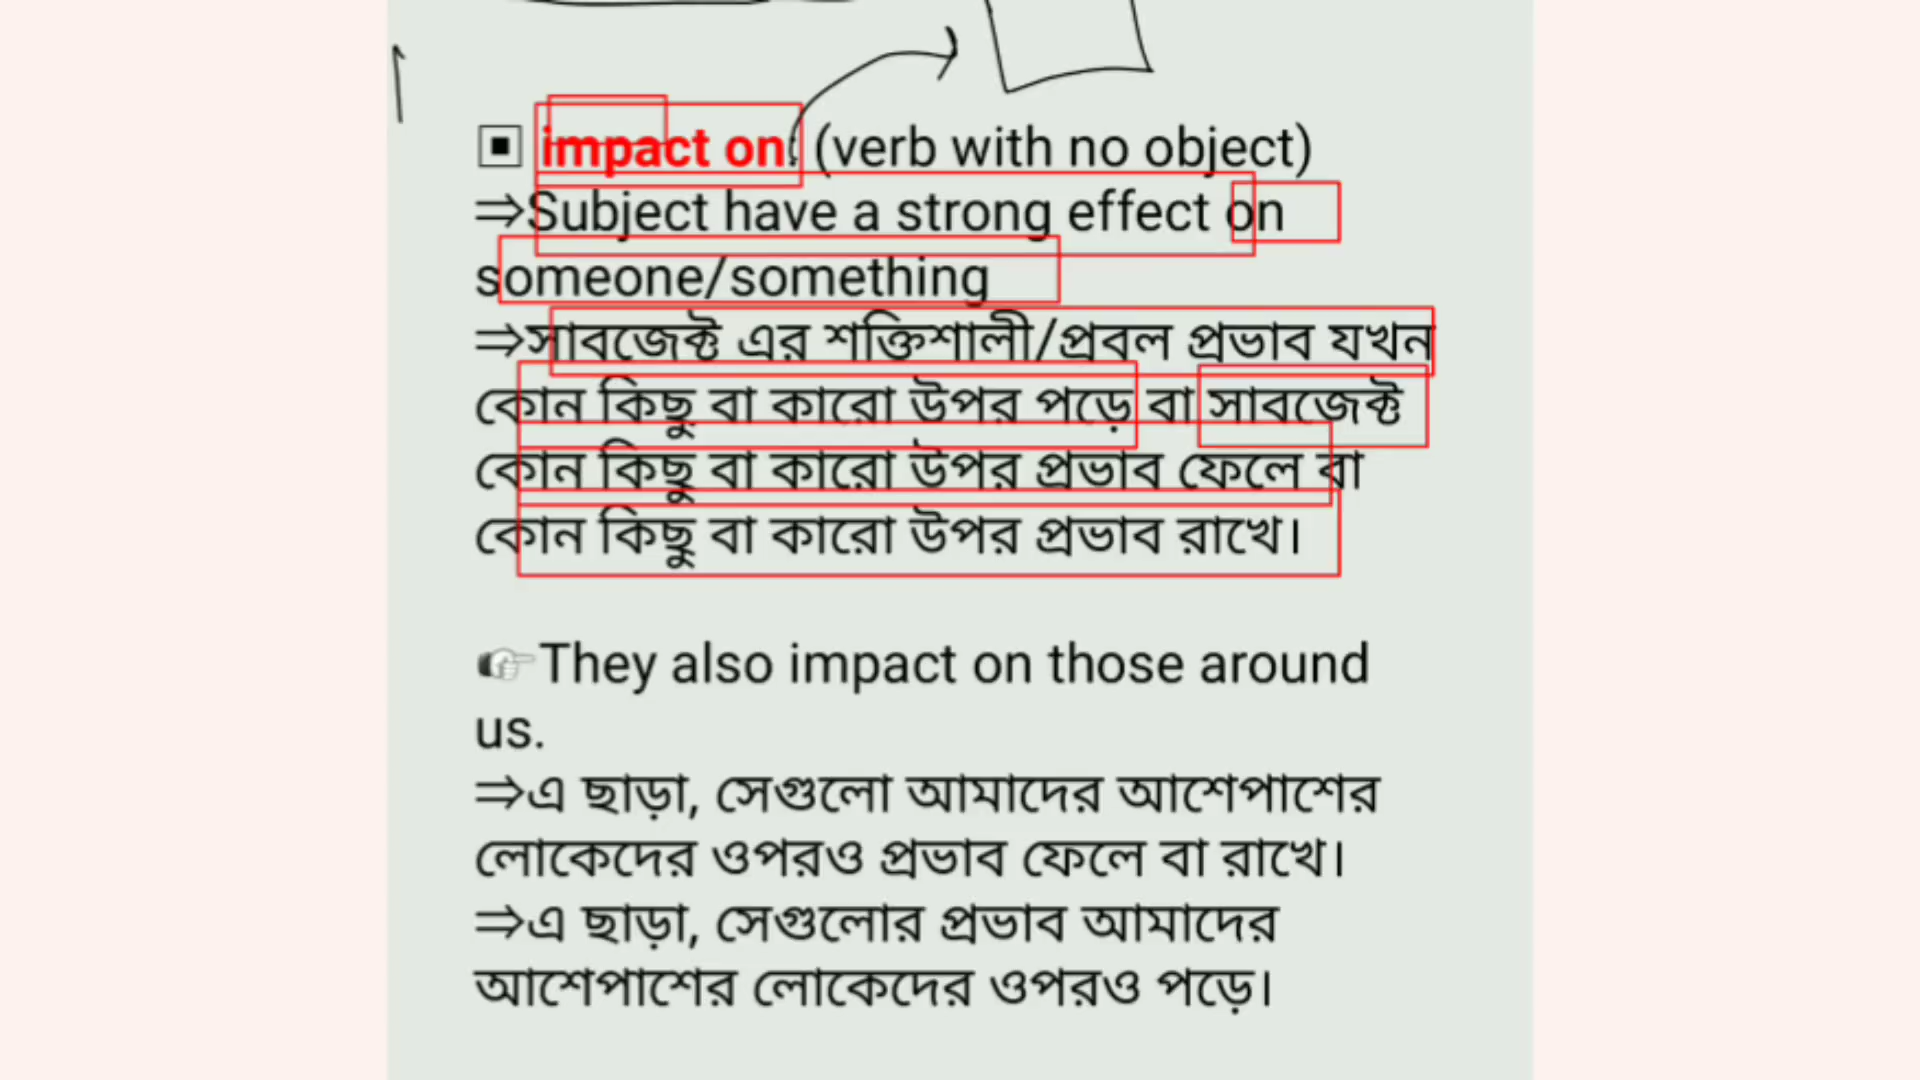 ▣ impact on: (verb with no object)
⇒Subject have a strong effect on
someone/something
⇒সাবজেক্ট এর শক্তিশালী/প্রবল প্রভাব যখন
কোন কিছু বা কারো উপর পড়ে বা সাবজেক্ট
কোন কিছু বা কারো উপর প্রভাব ফেলে বা
কোন কিছু বা কারো উপর প্রভাব রাখে।
☞They also impact on those around
us.
⇒এ ছাড়া, সেগুলো আমাদের আশেপাশের
লোকেদের ওপরও প্রভাব ফেলে বা রাখে।
⇒এ ছাড়া, সেগুলোর প্রভাব আমাদের
আশেপাশের লোকেদের ওপরও পড়ে।